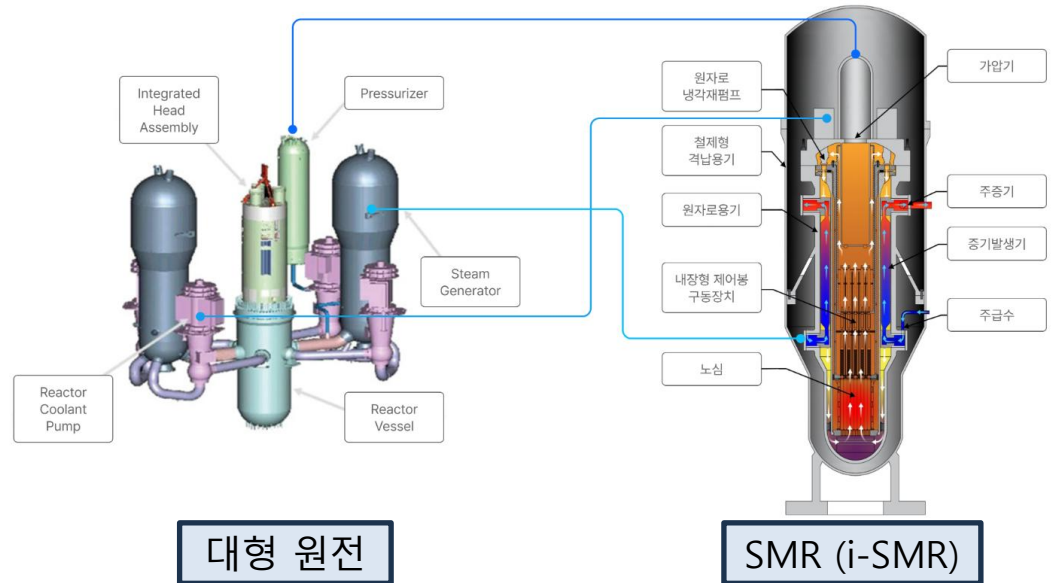 Integrated
Head
Assembly
Pressurizer
Steam
Generator
Reactor
Coolant
Pump
Reactor
Vessel
대형 원전
원자로
냉각재펌프
철제형
격납용기
원자로용기
내장형 제어봉
구동장치
노심
가압기
주증기
증기발생기
주급수
SMR (i-SMR)